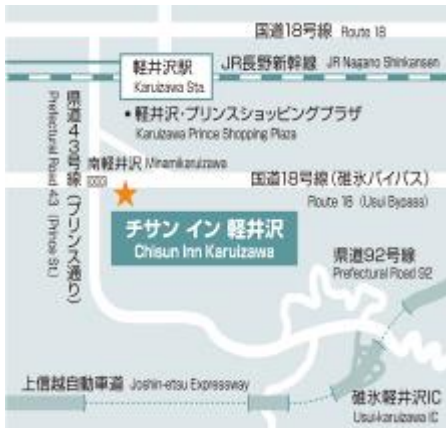 国道18号線 Route 18
JR長野新幹線 JR Nagano Shinkansen
軽井沢駅
Karuizawa Sta.
• 軽井沢・プリンスショッピングプラザ
Karuizawa Prince Shopping Plaza
県道43号線（プリンス通り）
Prefectural Road 43 (Prince St.)
南軽井沢 Minamikaruizawa
国道18号線（碓氷バイパス）
Route 18 (Usui Bypass)
チサン イン 軽井沢
Chisun Inn Karuizawa
県道92号線
Prefectural Road 92
上信越自動車道 Joshin-etsu Expressway
碓氷軽井沢IC
Usui-karuizawa IC